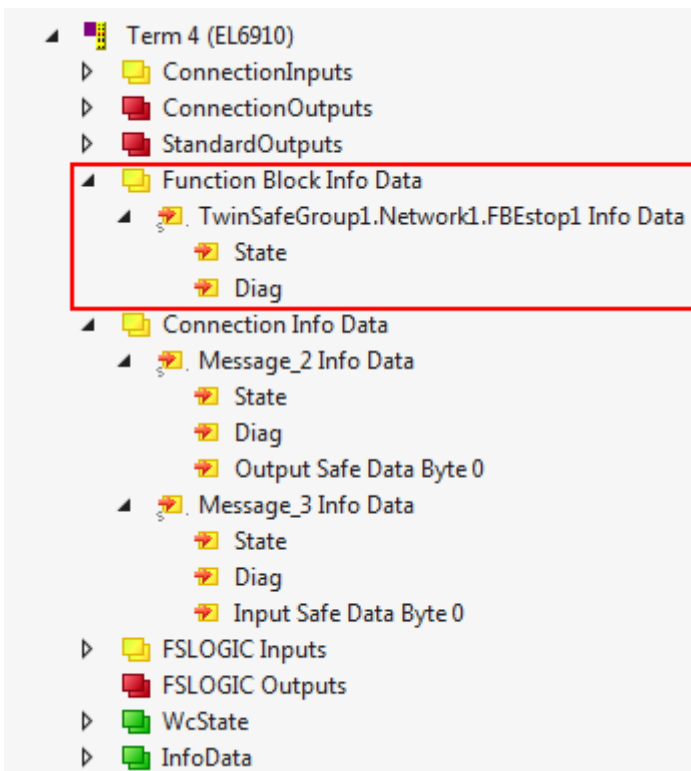 Term 4 (EL6910)
ConnectionInputs
ConnectionOutputs
StandardOutputs
Function Block Info Data
TwinSafeGroup1.Network1.FBEstop1 Info Data
State
Diag
Connection Info Data
Message_2 Info Data
State
Diag
Output Safe Data Byte 0
Message_3 Info Data
State
Diag
Input Safe Data Byte 0
FSLOGIC Inputs
FSLOGIC Outputs
WcState
InfoData